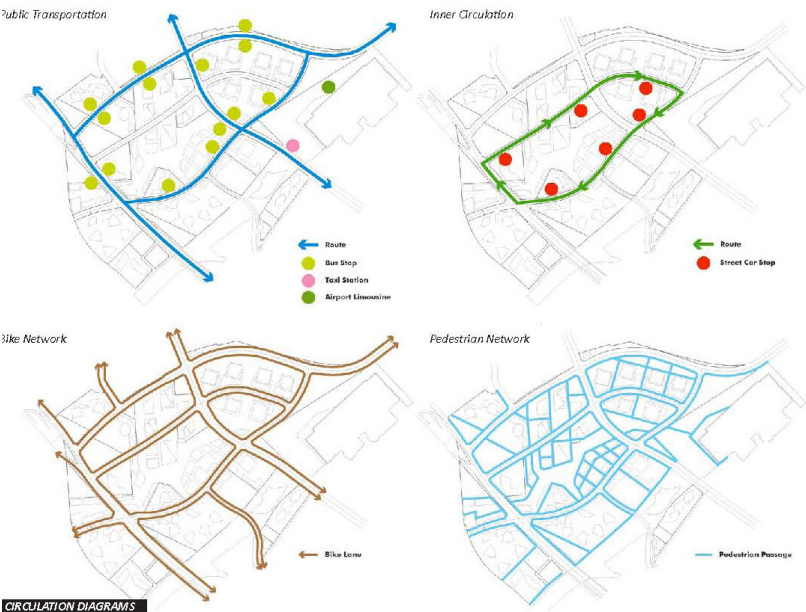 Public Transportation
Inner Circulation
Route
Bus Stop
Taxi Station
Airport Limousine
Route
Street Car Stop
Bike Network
Pedestrian Network
Bike Lane
Pedestrian Passage
CIRCULATION DIAGRAMS